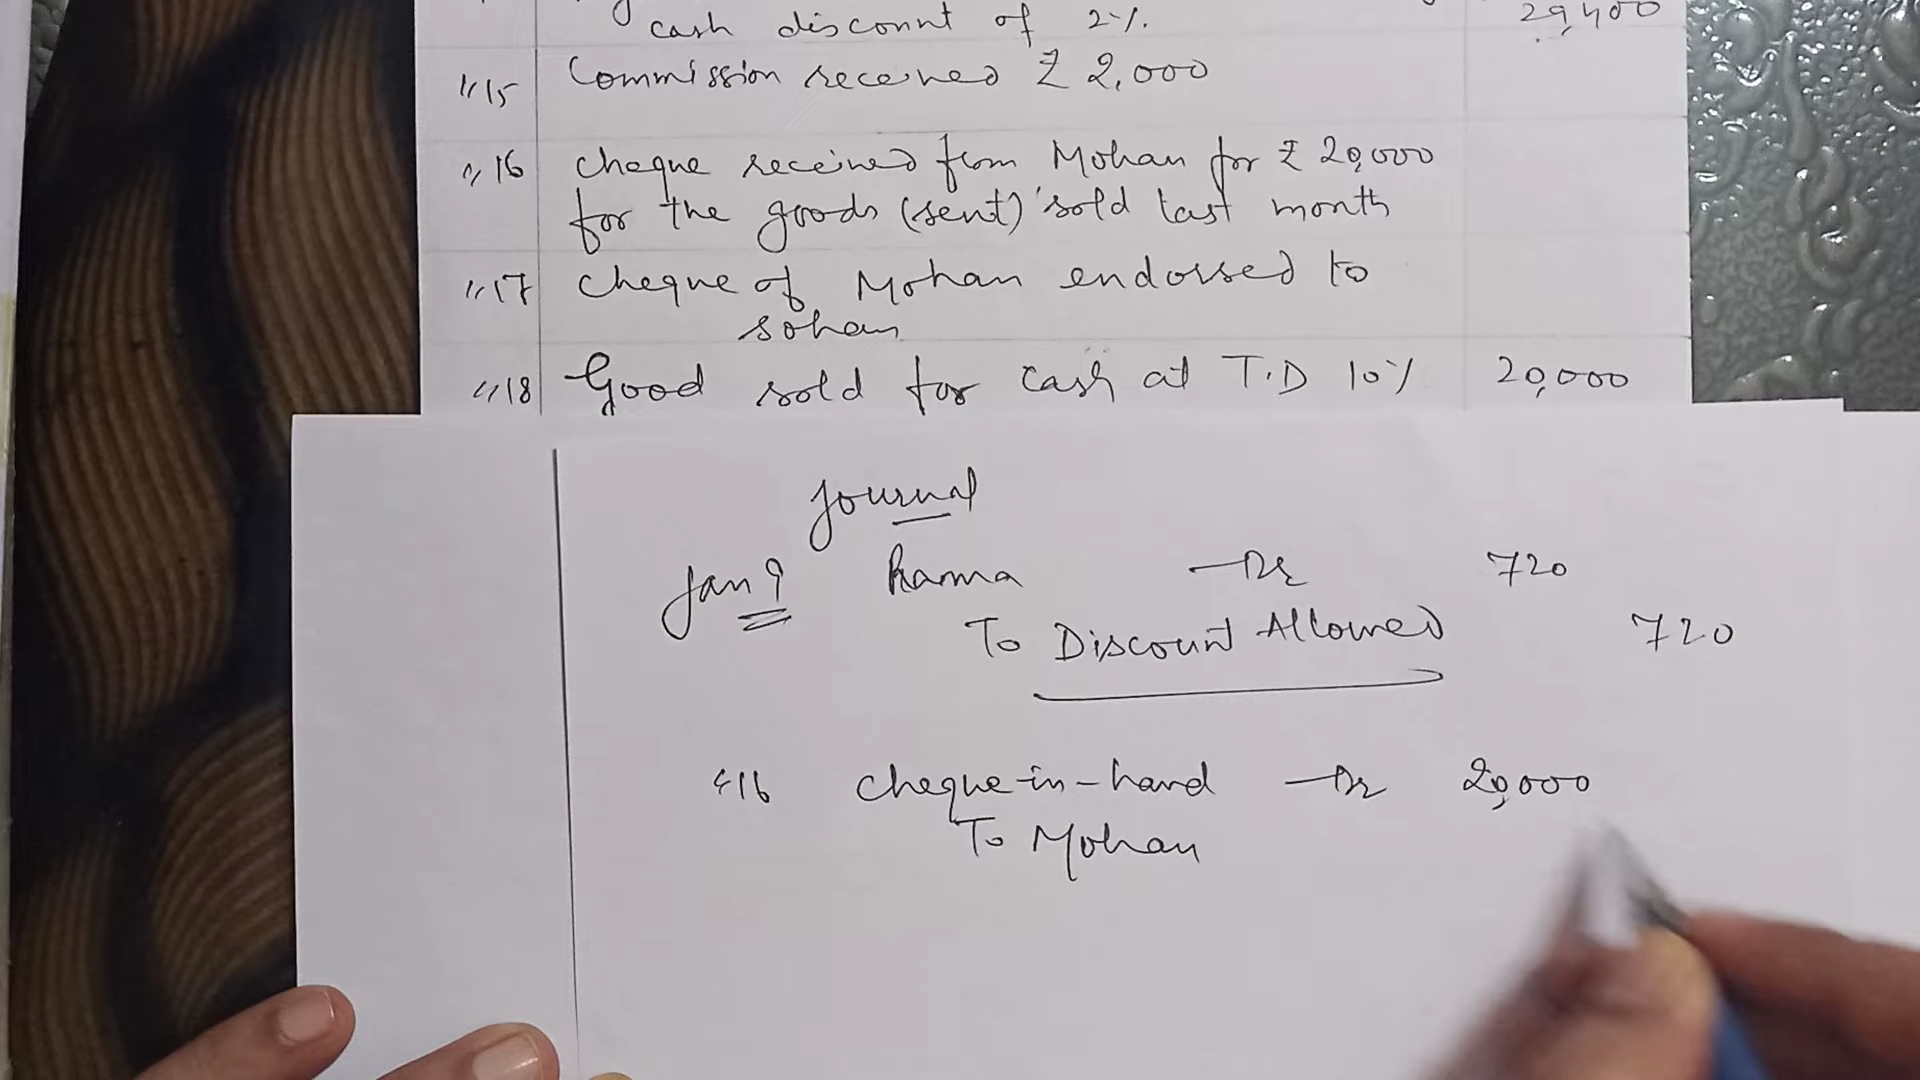 cash discount of 2%. 29,400
"15 Commission received ₹ 2,000
"16 Cheque received from Mohan for ₹ 20,000
for the goods (sent) sold last month
"17 Cheque of Mohan endorsed to
Sohan
"18 Good sold for cash at T.D 10% 20,000
Journal
Jan 9 Rama Dr 720
To Discount Allowed 720
"16 Cheque-in-hand Dr 20,000
To Mohan